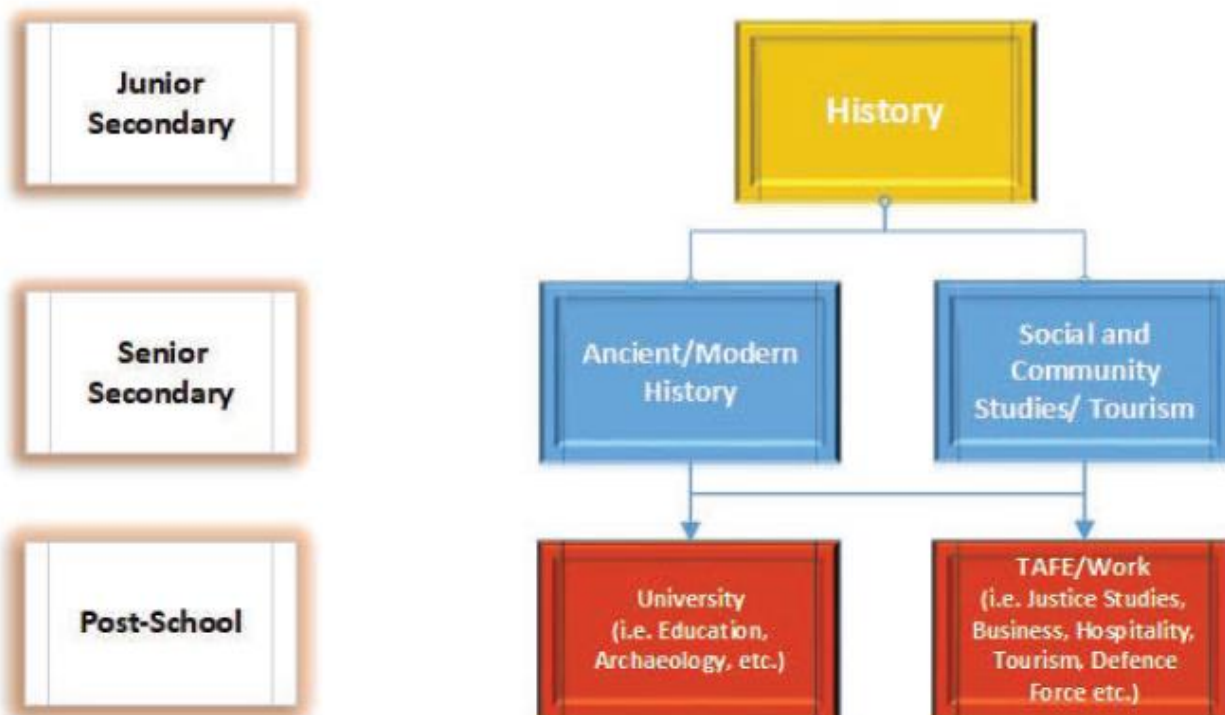 Junior
Secondary
History
Senior
Secondary
Ancient/Modern
History
Social and
Community
Studies/ Tourism
Post-School
University
(i.e. Education,
Archaeology, etc.)
TAFE/Work
(i.e. Justice Studies,
Business, Hospitality,
Tourism, Defence
Force etc.)